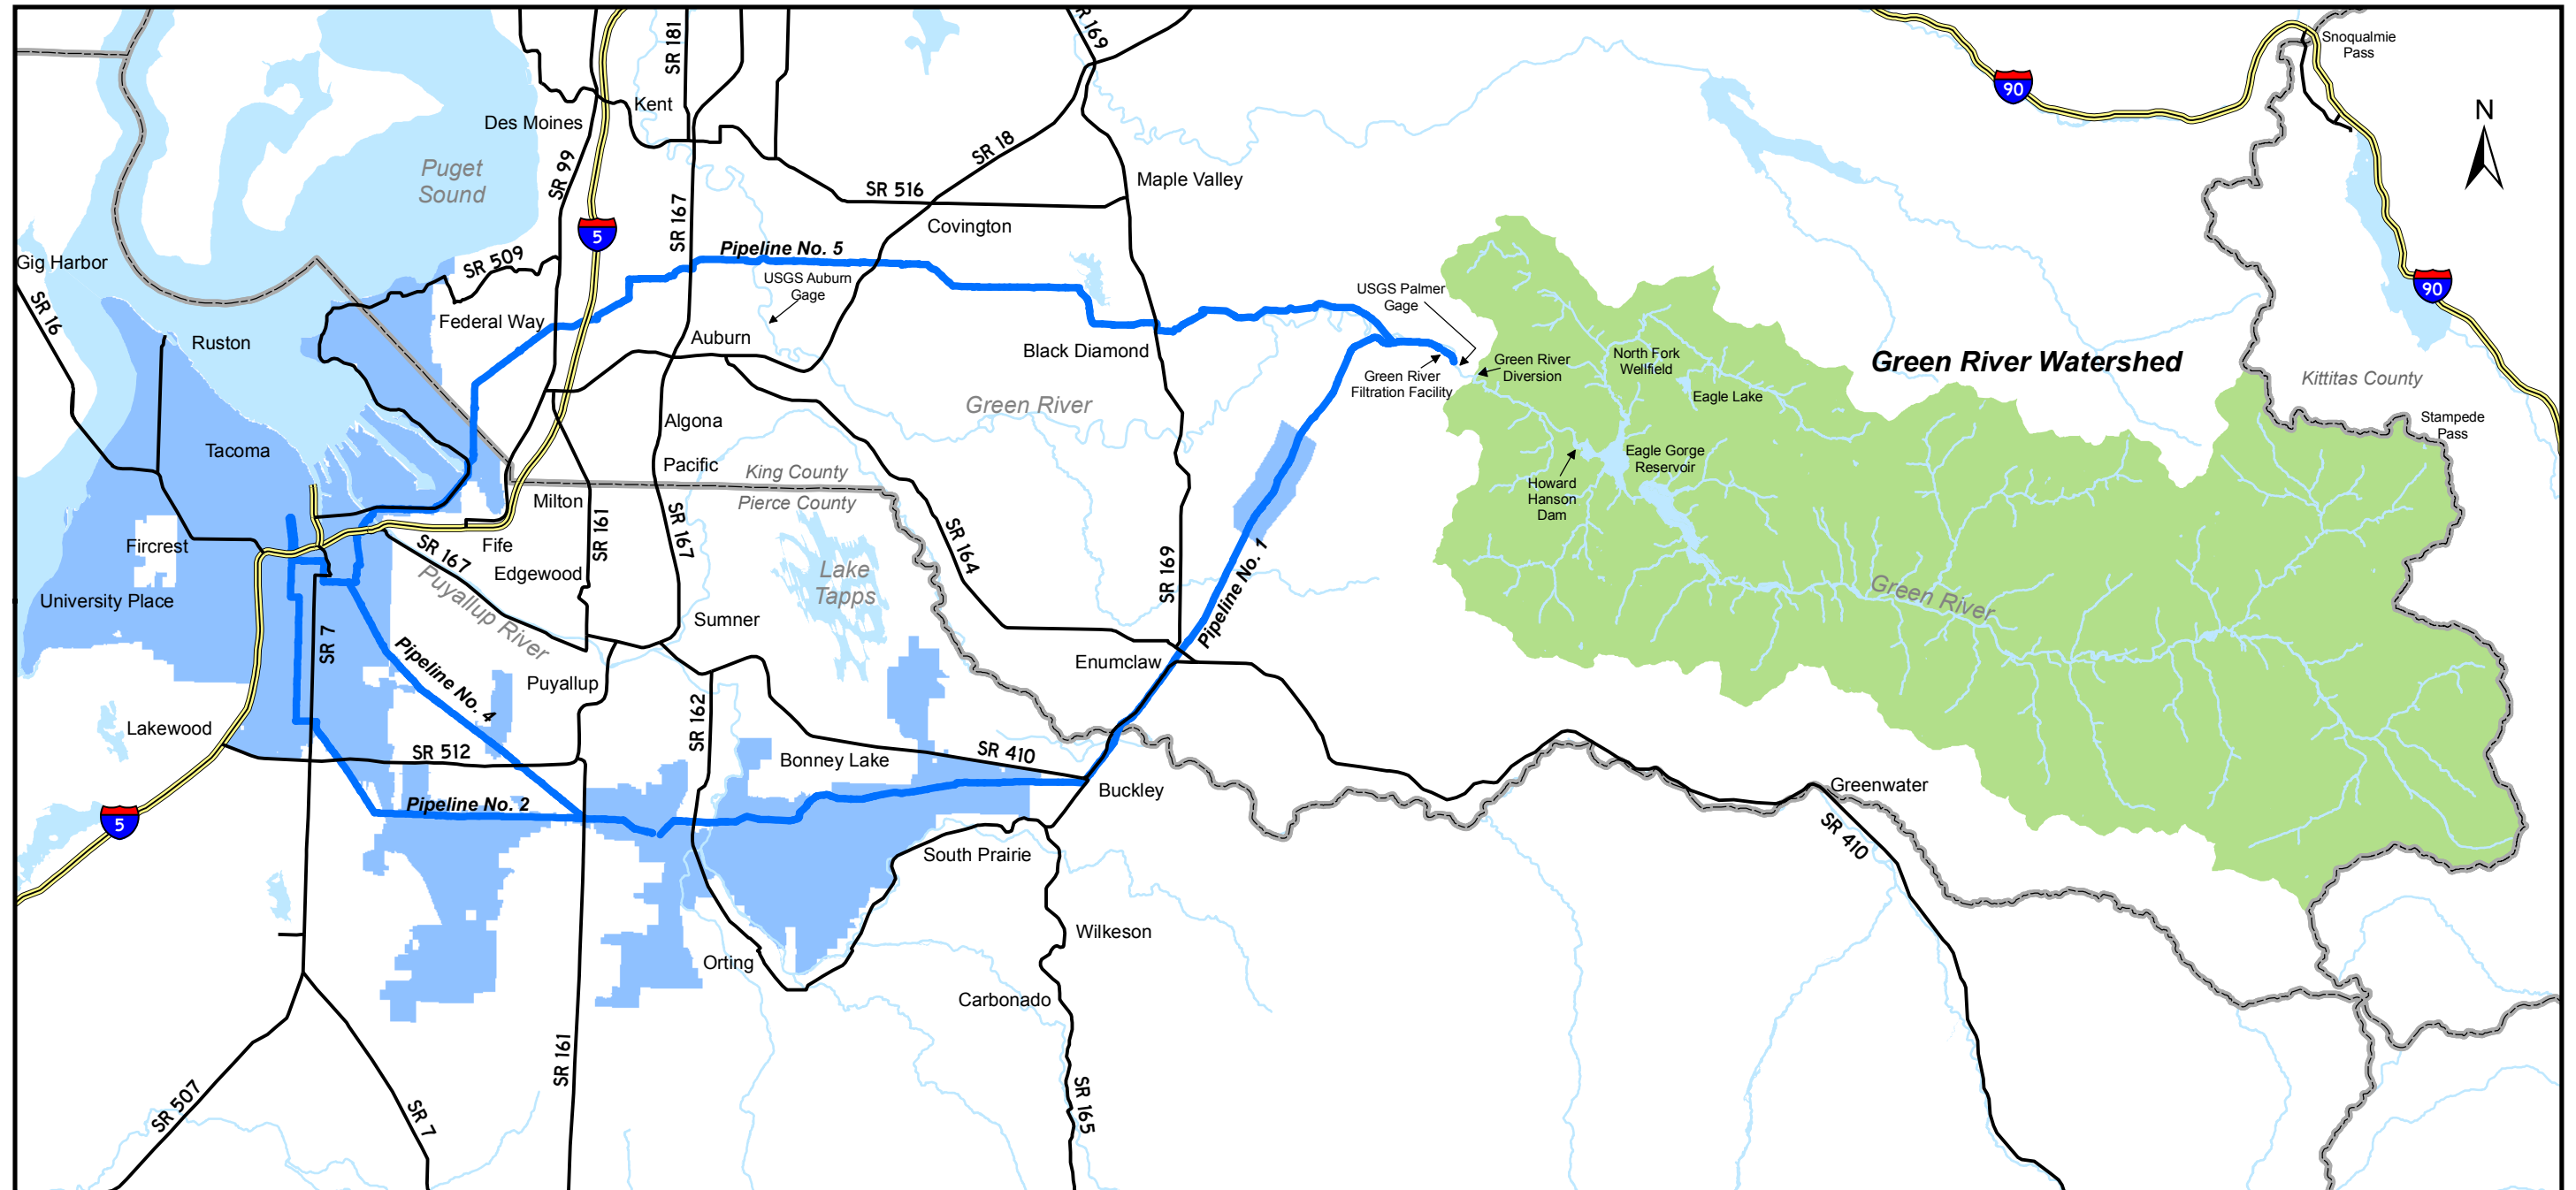 SR 169
SR 181
Snoqualmie
Pass
90
N
Kent
Des Moines
Puget
Sound
SR 99
SR 18
SR 516
Maple Valley
Covington
SR 167
5
Gig Harbor
SR 16
SR 509
Pipeline No. 5
USGS Auburn
Gage
USGS Palmer
Gage
90
Federal Way
Ruston
Auburn
Black Diamond
Green River
Filtration Facility
Green River
Diversion
North Fork
Wellfield
Eagle Lake
Green River Watershed
Kittitas County
Stampede
Pass
Green River
Algona
Tacoma
Pacific
King County
Pierce County
Eagle Gorge
Reservoir
Howard
Hanson
Dam
Milton
SR 161
SR 167
SR 164
Fircrest
SR 167
Fife
Edgewood
Puyallup River
Lake
Tapps
SR 169
Pipeline No. 1
University Place
SR 7
Sumner
Green River
Pipeline No. 4
Puyallup
Enumclaw
SR 162
Lakewood
SR 512
Bonney Lake
SR 410
Buckley
Greenwater
SR 410
5
Pipeline No. 2
South Prairie
Wilkeson
Orting
Carbonado
SR 161
SR 507
SR 7
SR 165